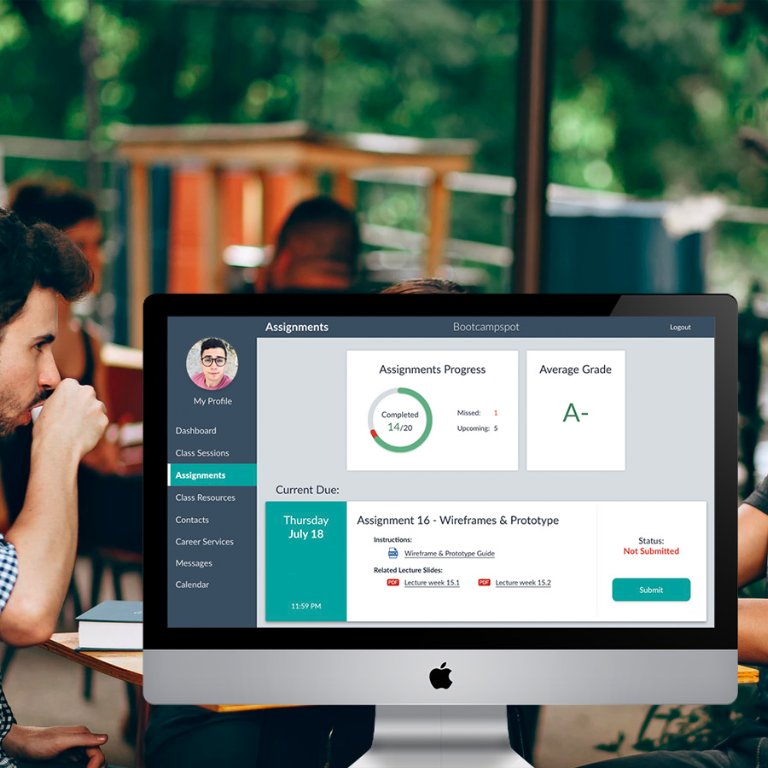 Assignments
Bootcampspot
Logout
My Profile
Dashboard
Class Sessions
Assignments
Class Resources
Contacts
Career Services
Messages
Calendar
Assignments Progress
Completed
14/20
Missed: 1
Upcoming: 5
Average Grade
A-
Current Due:
Thursday
July 18
11:59 PM
Assignment 16 - Wireframes & Prototype
Instructions:
Wireframe & Prototype Guide
Related Lecture Slides:
PDF Lecture week 15.1 PDF Lecture week 15.2
Status:
Not Submitted
Submit